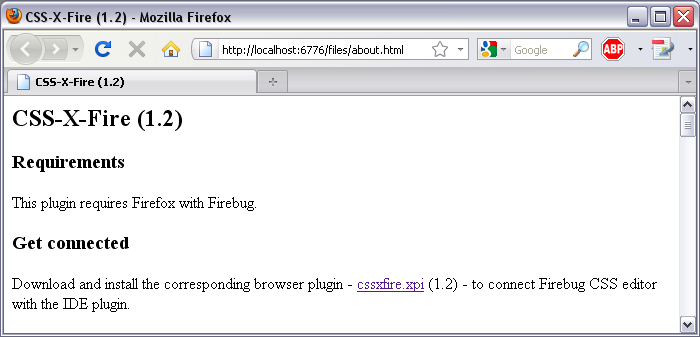 CSS-X-Fire (1.2) - Mozilla Firefox
http://localhost:6776/files/about.html
Google
ABP
CSS-X-Fire (1.2)
CSS-X-Fire (1.2)
Requirements
This plugin requires Firefox with Firebug.
Get connected
Download and install the corresponding browser plugin - cssxfire.xpi (1.2) - to connect Firebug CSS editor
with the IDE plugin.